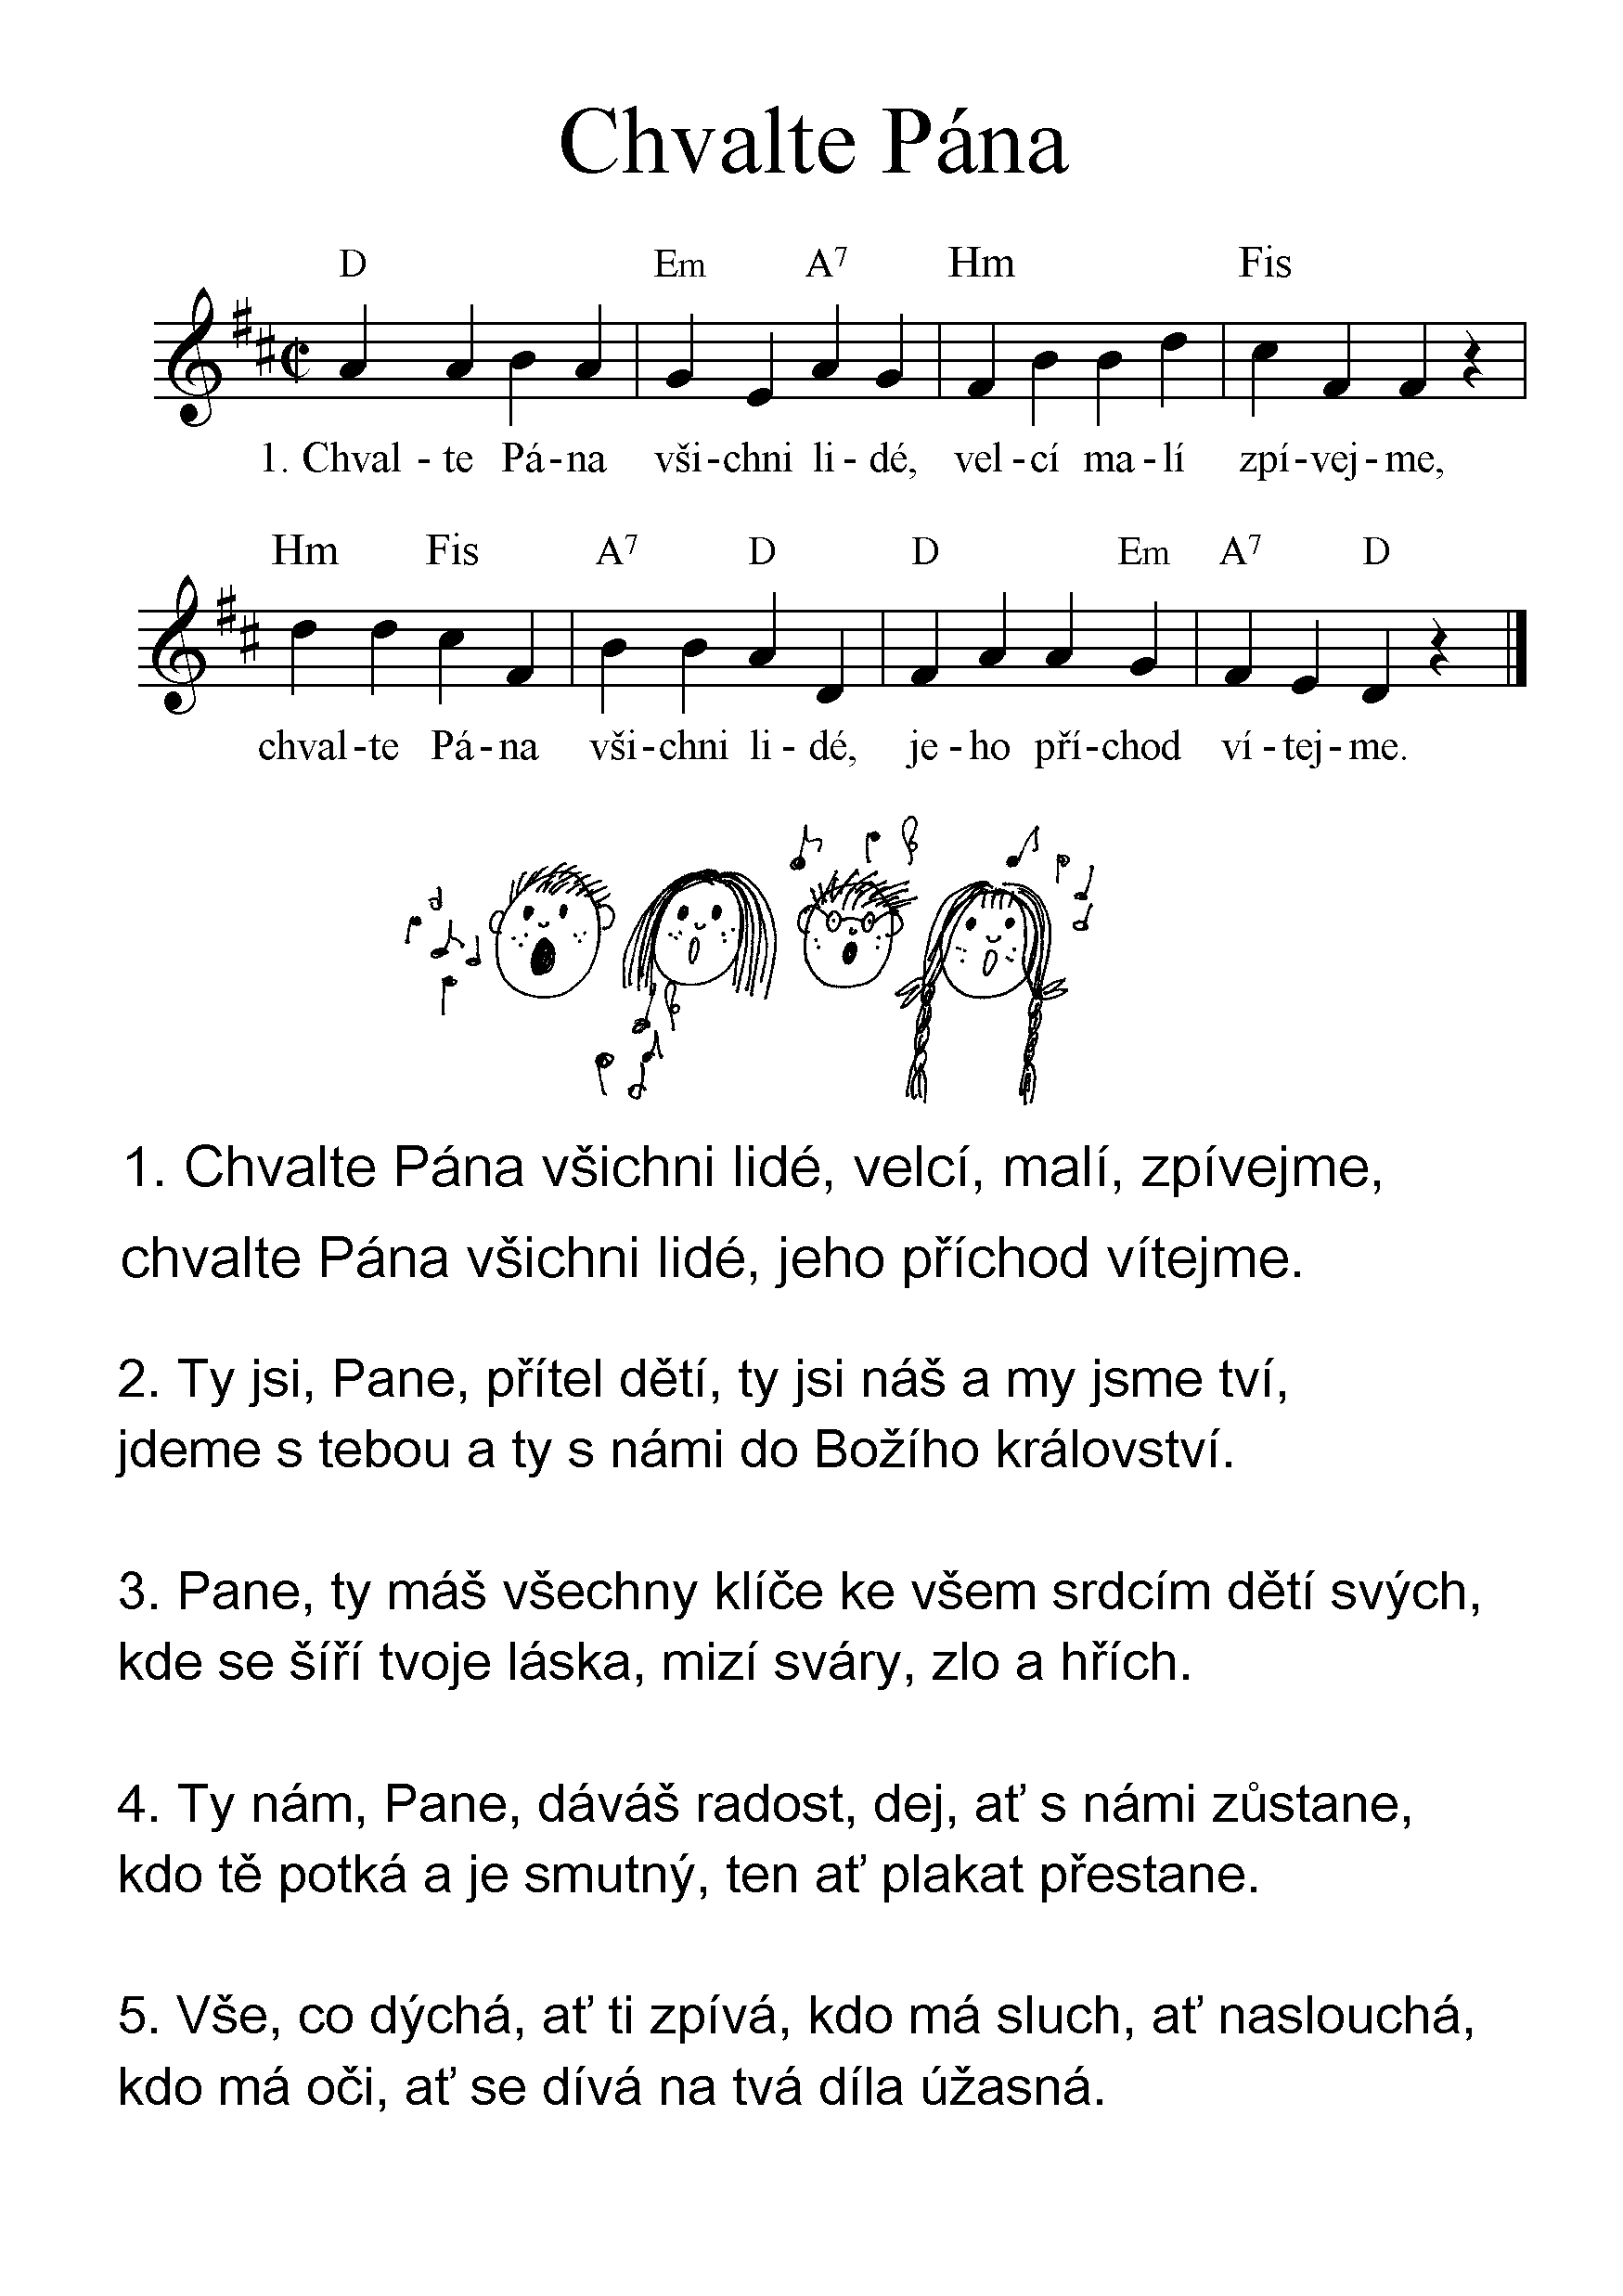 Chvalte Pána
D Em A7 Hm Fis
1. Chval - te Pá - na vši - chni li - dé, vel - cí ma - lí zpí - vej - me,
Hm Fis A7 D D Em A7 D
chval - te Pá - na vši - chni li - dé, je - ho pří - chod ví - tej - me.
1. Chvalte Pána všichni lidé, velcí, malí, zpívejme,
chvalte Pána všichni lidé, jeho příchod vítejme.
2. Ty jsi, Pane, přítel dětí, ty jsi náš a my jsme tví,
jdeme s tebou a ty s námi do Božího království.
3. Pane, ty máš všechny klíče ke všem srdcím dětí svých,
kde se šíří tvoje láska, mizí sváry, zlo a hřích.
4. Ty nám, Pane, dáváš radost, dej, ať s námi zůstane,
kdo tě potká a je smutný, ten ať plakat přestane.
5. Vše, co dýchá, ať ti zpívá, kdo má sluch, ať naslouchá,
kdo má oči, ať se dívá na tvá díla úžasná.